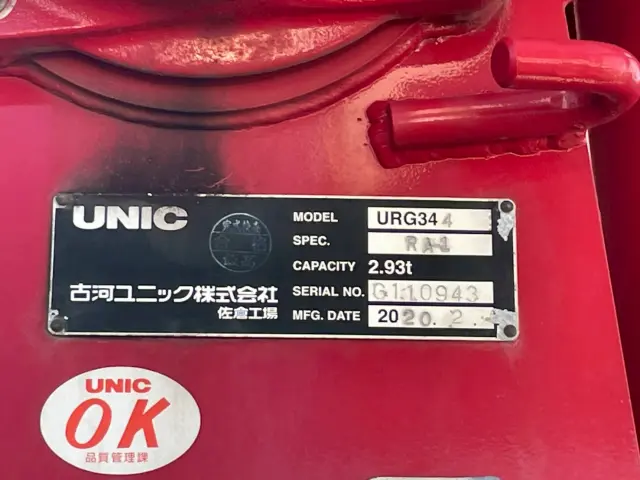 UNIC
MODEL URG344
SPEC. RA1
CAPACITY 2.93t
SERIAL NO. G110943
MFG. DATE 2020. 2.
古河ユニック株式会社
佐倉工場
UNIC
OK
品質管理課